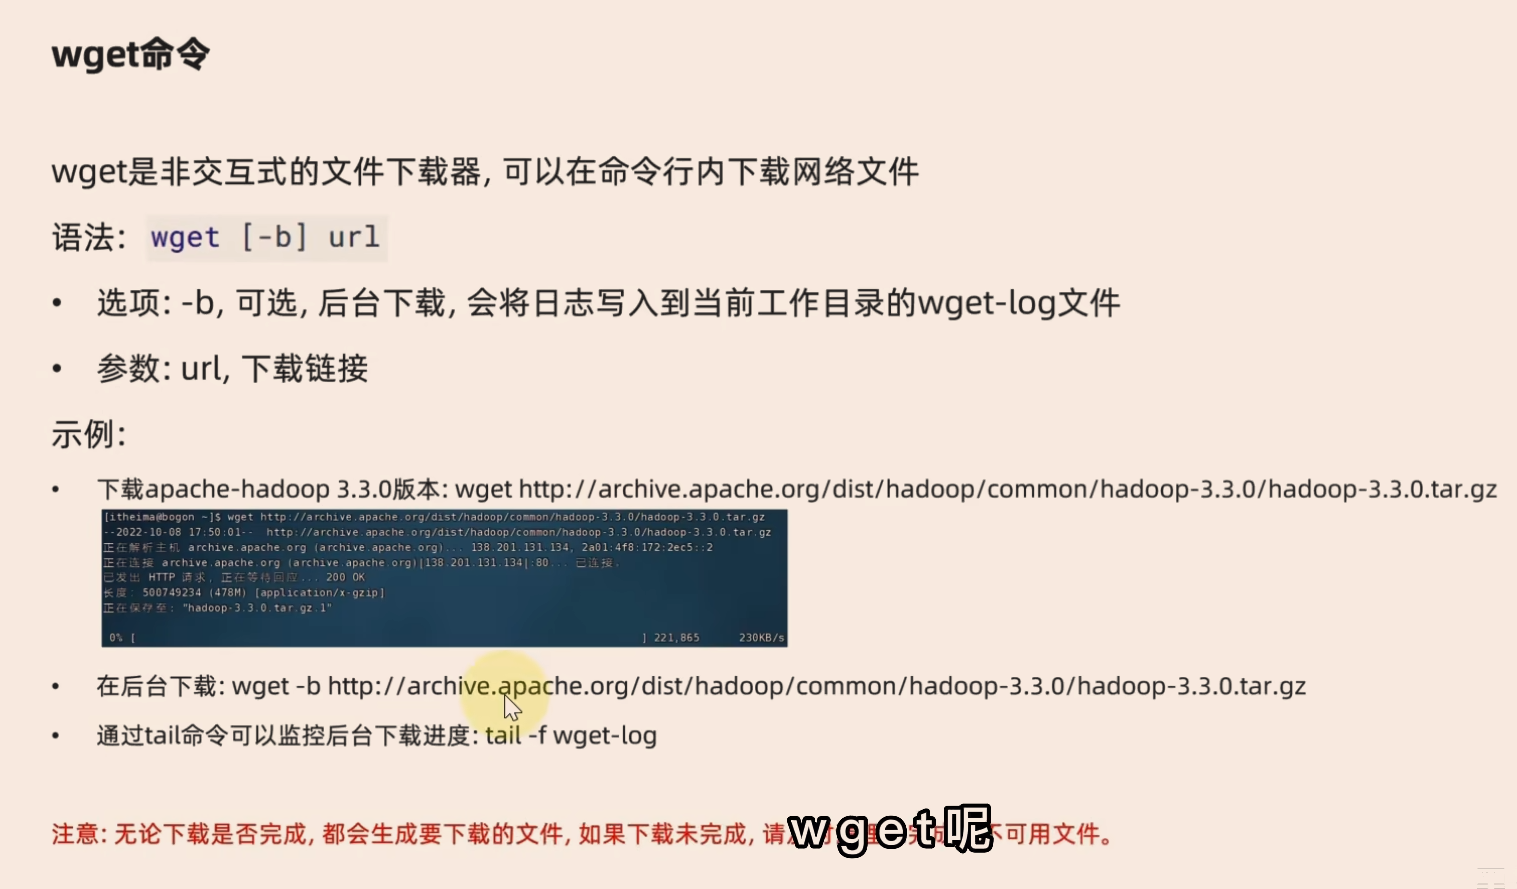 wget命令
wget是非交互式的文件下载器, 可以在命令行内下载网络文件
语法: wget [-b] url
• 选项: -b, 可选, 后台下载, 会将日志写入到当前工作目录的wget-log文件
• 参数: url, 下载链接
示例:
• 下载apache-hadoop 3.3.0版本: wget http://archive.apache.org/dist/hadoop/common/hadoop-3.3.0/hadoop-3.3.0.tar.gz
[itheima@bogon ~]$ wget http://archive.apache.org/dist/hadoop/common/hadoop-3.3.0/hadoop-3.3.0.tar.gz
--2022-10-08 17:50:01-- http://archive.apache.org/dist/hadoop/common/hadoop-3.3.0/hadoop-3.3.0.tar.gz
正在解析主机 archive.apache.org (archive.apache.org)... 138.201.131.134, 2a01:4f8:172:2ec5::2
正在连接 archive.apache.org (archive.apache.org)|138.201.131.134|:80... 已连接。
已发出 HTTP 请求, 正在等待回应... 200 OK
长度: 500749234 (478M) [application/x-gzip]
正在保存至: "hadoop-3.3.0.tar.gz.1"
0% [ ] 221,865 230KB/s
• 在后台下载: wget -b http://archive.apache.org/dist/hadoop/common/hadoop-3.3.0/hadoop-3.3.0.tar.gz
• 通过tail命令可以监控后台下载进度: tail -f wget-log
注意: 无论下载是否完成, 都会生成要下载的文件, 如果下载未完成, 请 不可用文件。
wget呢